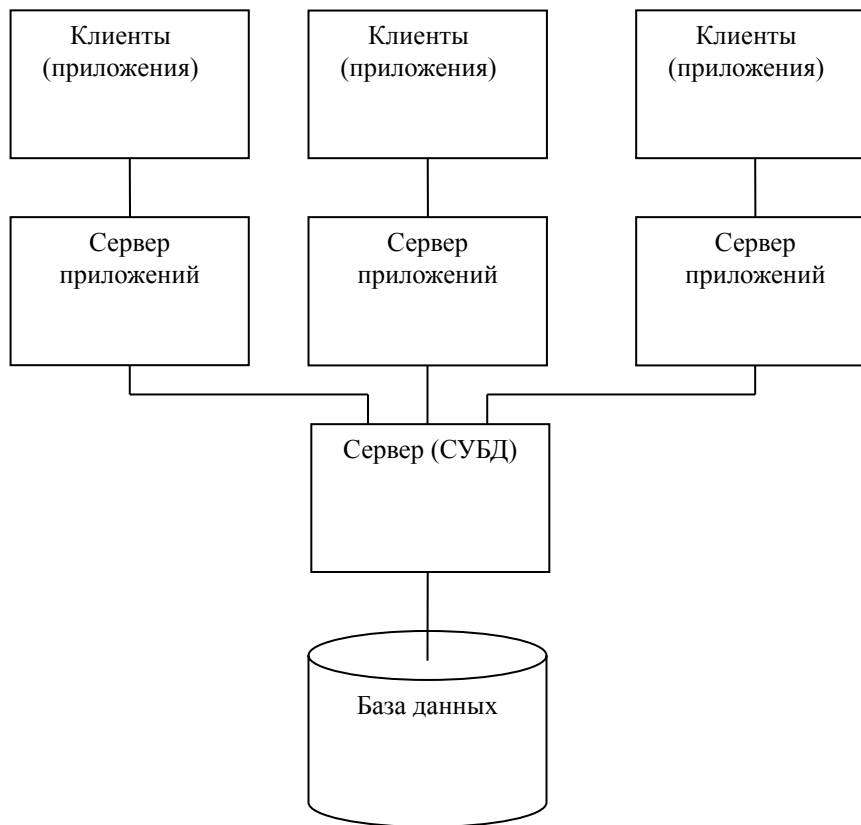 Клиенты
(приложения)
Клиенты
(приложения)
Клиенты
(приложения)
Сервер
приложений
Сервер
приложений
Сервер
приложений
Сервер (СУБД)
База данных